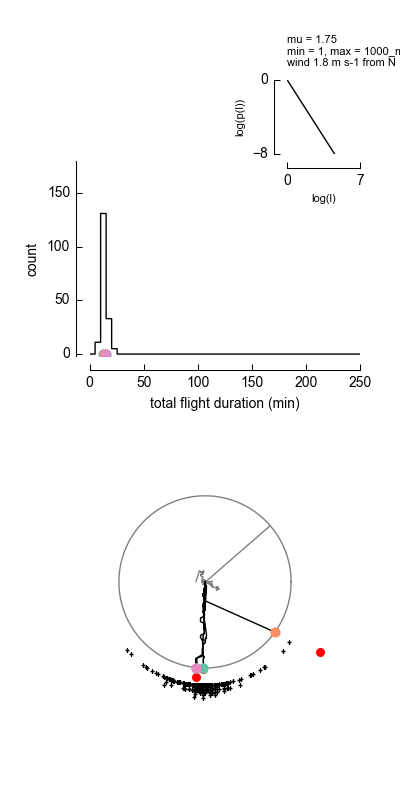 mu = 1.75
min = 1, max = 1000_m
wind 1.8 m s-1 from N
0
log(p(l))
−8
0
7
log(l)
150
count
100
50
0
0
50
100
150
200
250
total flight duration (min)